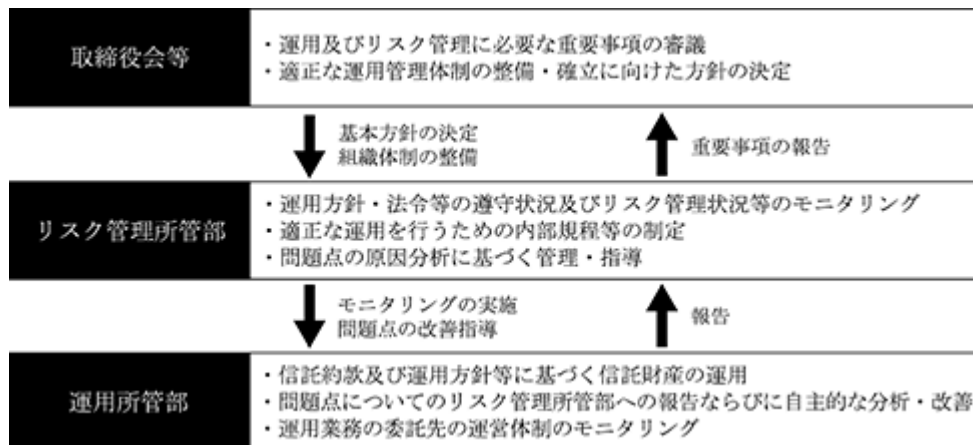 取締役会等
・運用及びリスク管理に必要な重要事項の審議
・適正な運用管理体制の整備・確立に向けた方針の決定
基本方針の決定
組織体制の整備
重要事項の報告
リスク管理所管部
・運用方針・法令等の遵守状況及びリスク管理状況等のモニタリング
・適正な運用を行うための内部規程等の制定
・問題点の原因分析に基づく管理・指導
モニタリングの実施
問題点の改善指導
報告
運用所管部
・信託約款及び運用方針等に基づく信託財産の運用
・問題点についてのリスク管理所管部への報告ならびに自主的な分析・改善
・運用業務の委託先の運営体制のモニタリング